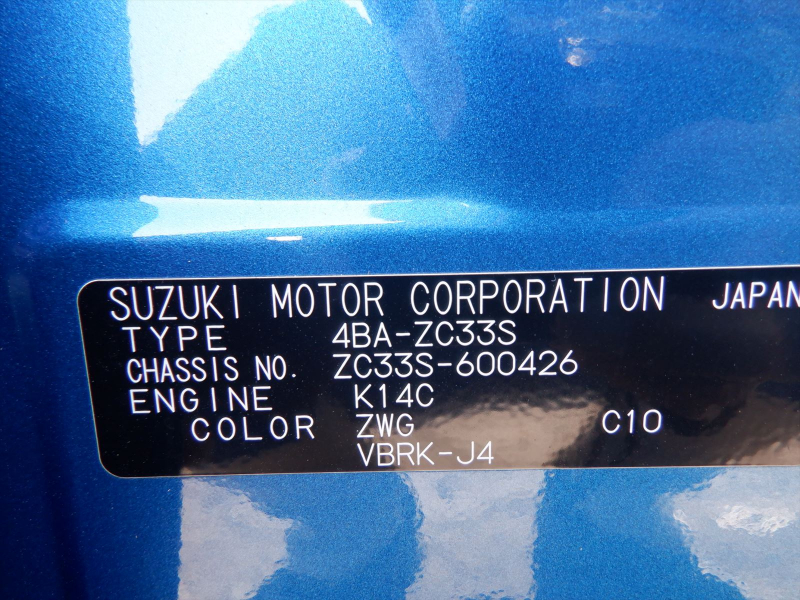 SUZUKI MOTOR CORPORATION JAPAN
TYPE 4BA-ZC33S
CHASSIS NO. ZC33S-600426
ENGINE K14C
COLOR ZWG C10
VBRK-J4